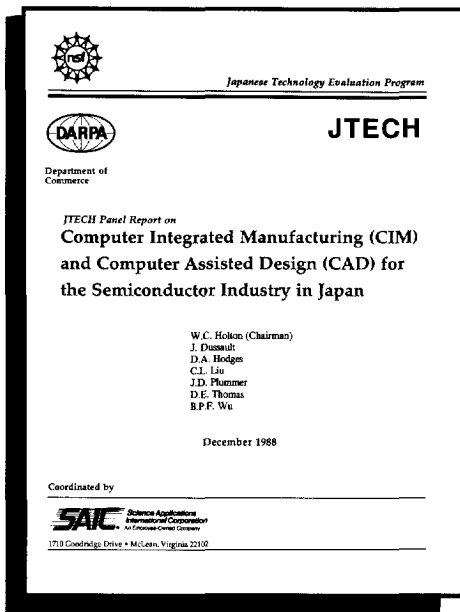 nsf
Japanese Technology Evaluation Program
DARPA
JTECH
Department of
Commerce
JTECH Panel Report on
Computer Integrated Manufacturing (CIM)
and Computer Assisted Design (CAD) for
the Semiconductor Industry in Japan
W.C. Holton (Chairman)
J. Dussault
D.A. Hodges
C.L. Liu
J.D. Plummer
D.E. Thomas
B.P.F. Wu
December 1988
Coordinated by
SAIC
Science Applications
International Corporation
An Employee-Owned Company
1710 Goodridge Drive • McLean, Virginia 22102